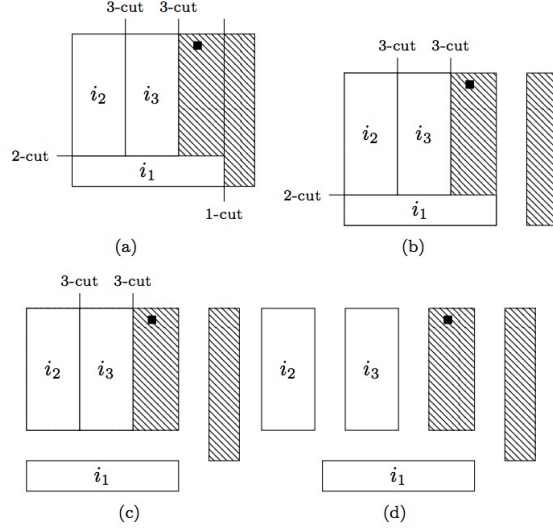 3-cut 3-cut
i2 i3
2-cut
i1
1-cut
(a)
3-cut 3-cut
i2 i3
2-cut
i1
(b)
3-cut 3-cut
i2 i3
i1
(c)
i2 i3
i1
(d)